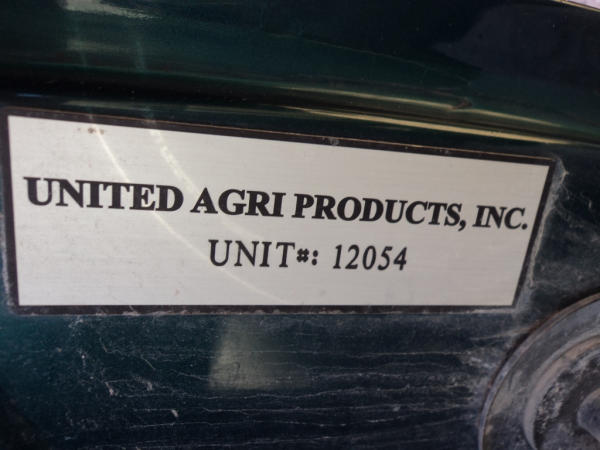 UNITED AGRI PRODUCTS, INC.
UNIT#: 12054